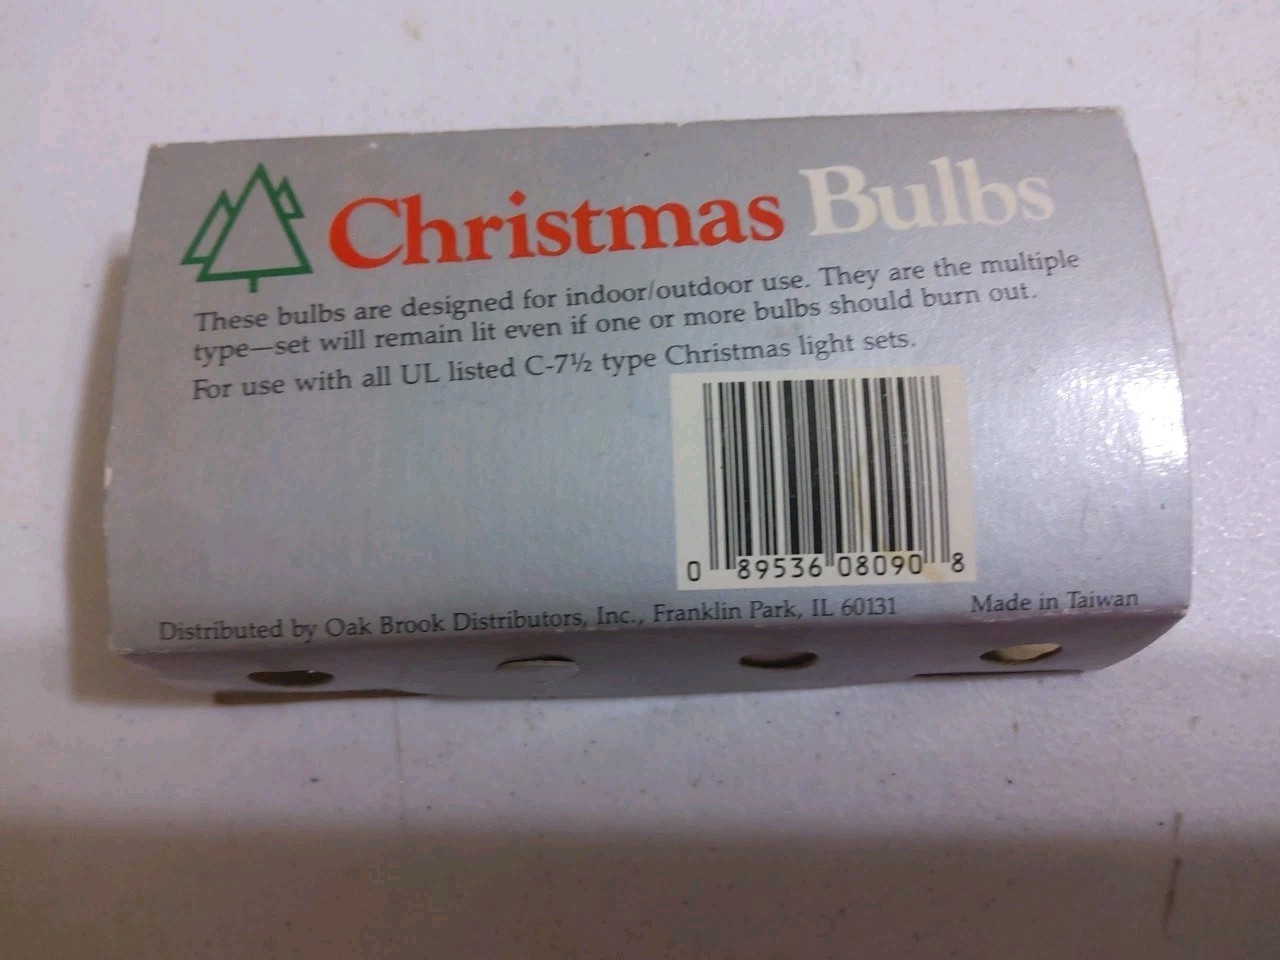 Christmas Bulbs
These bulbs are designed for indoor/outdoor use. They are the multiple
type—set will remain lit even if one or more bulbs should burn out.
For use with all UL listed C-7½ type Christmas light sets.
0 89536 08090 8
Distributed by Oak Brook Distributors, Inc., Franklin Park, IL 60131 Made in Taiwan